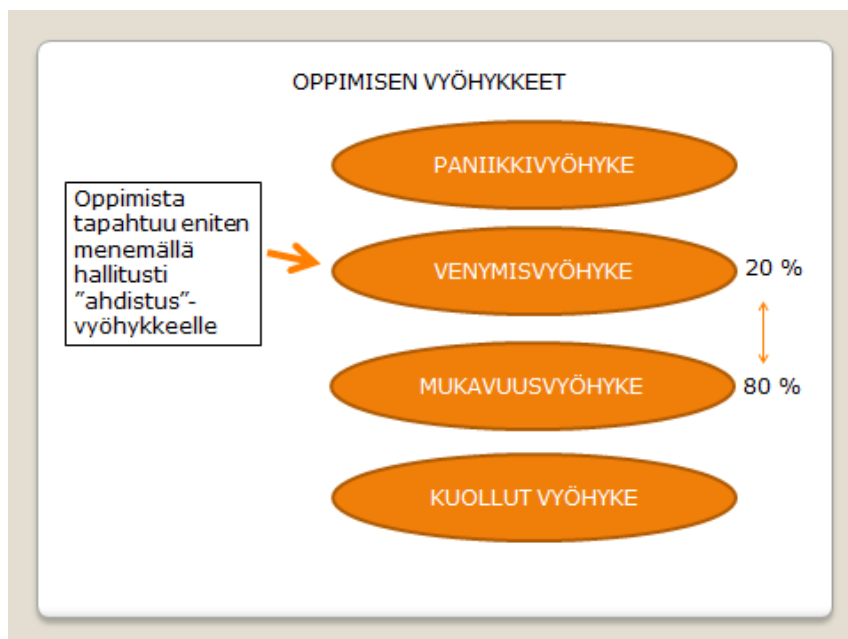 OPPIMISEN VYÖHYKKEET
PANIIKKIVYÖHYKE
Oppimista
tapahtuu eniten
menemällä
hallitusti
”ahdistus”-
vyöhykkeelle
VENYMISVYÖHYKE
20 %
MUKAVUUSVYÖHYKE
80 %
KUOLLUT VYÖHYKE